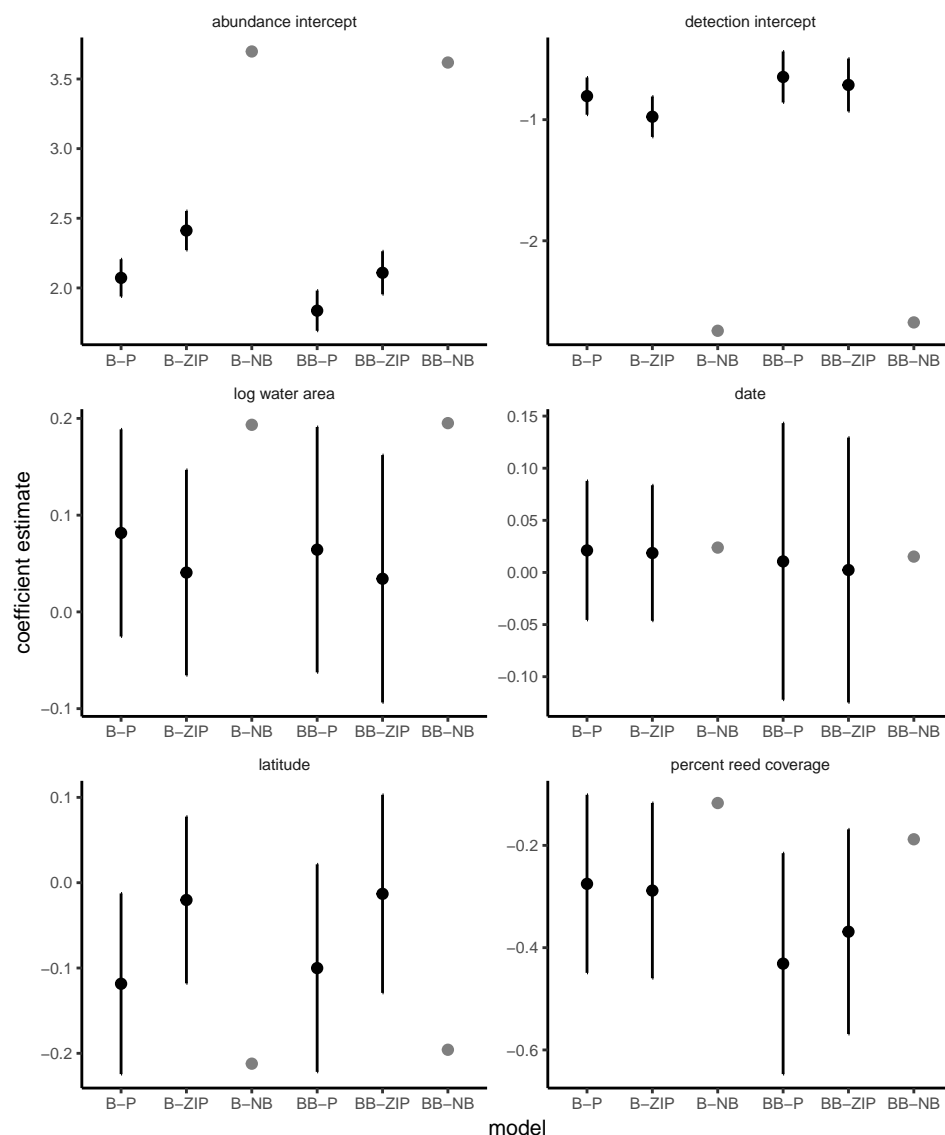 abundance intercept
detection intercept
3.5
3.0
2.5
2.0
−1
−2
B−P B−ZIP B−NB BB−P BB−ZIP BB−NB
B−P B−ZIP B−NB BB−P BB−ZIP BB−NB
log water area
date
0.2
0.1
0.0
−0.1
0.15
0.10
0.05
0.00
−0.05
−0.10
B−P B−ZIP B−NB BB−P BB−ZIP BB−NB
B−P B−ZIP B−NB BB−P BB−ZIP BB−NB
coefficient estimate
latitude
percent reed coverage
0.1
0.0
−0.1
−0.2
−0.2
−0.4
−0.6
B−P B−ZIP B−NB BB−P BB−ZIP BB−NB
B−P B−ZIP B−NB BB−P BB−ZIP BB−NB
model